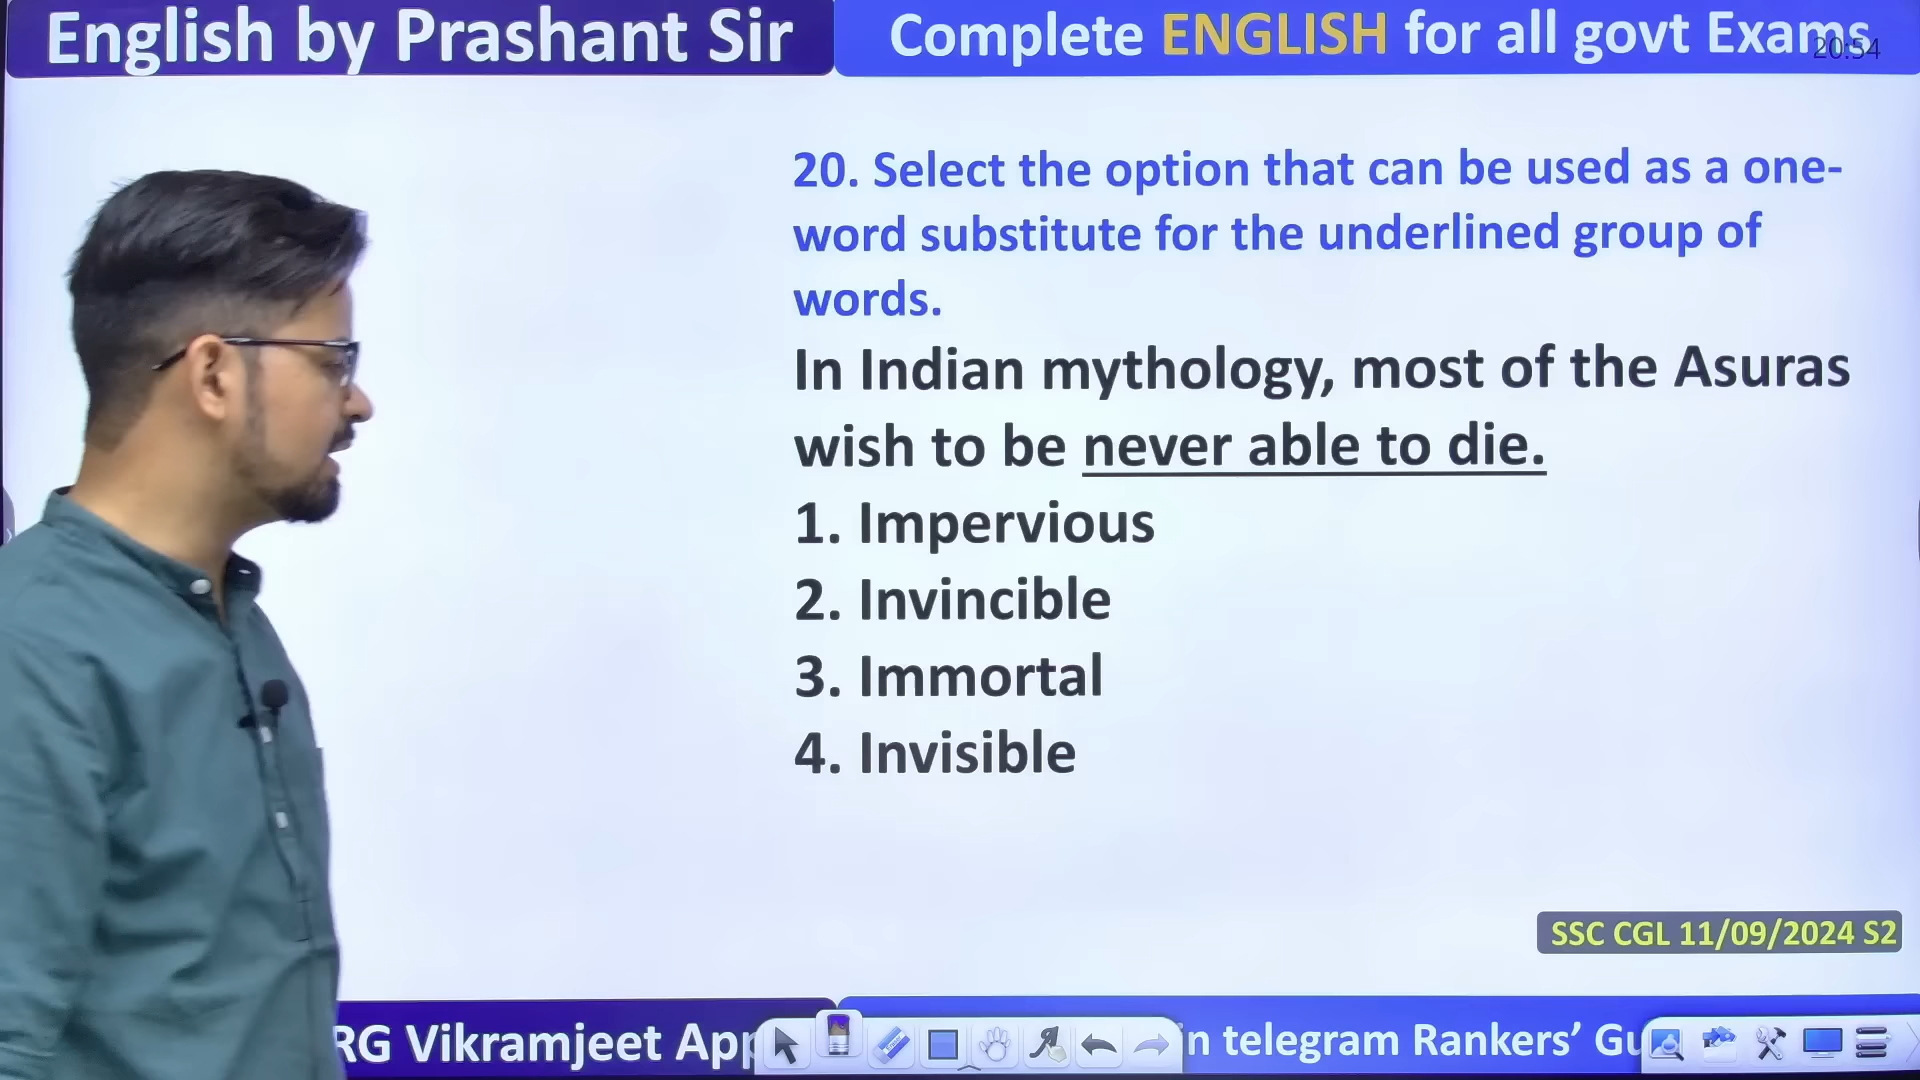 English by Prashant Sir
Complete ENGLISH for all govt Exams
20:54
20. Select the option that can be used as a one-
word substitute for the underlined group of
words.
In Indian mythology, most of the Asuras
wish to be never able to die.
1. Impervious
2. Invincible
3. Immortal
4. Invisible
SSC CGL 11/09/2024 S2
RG Vikramjeet App
in telegram Rankers’ Gu